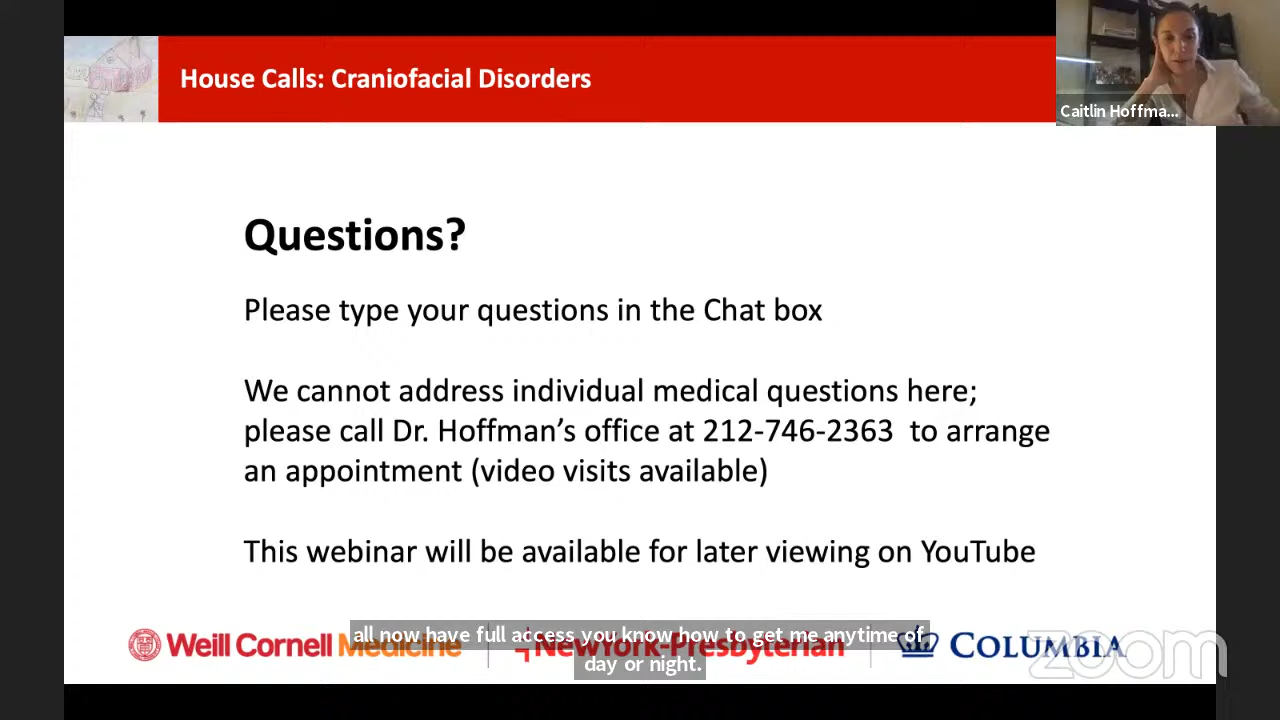 House Calls: Craniofacial Disorders
Caitlin Hoffma...
Questions?
Please type your questions in the Chat box
We cannot address individual medical questions here;
please call Dr. Hoffman’s office at 212-746-2363 to arrange
an appointment (video visits available)
This webinar will be available for later viewing on YouTube
all now have full access you know how to get me anytime of
day or night.
Weill Cornell Medicine
NewYork-Presbyterian
COLUMBIA
zoom